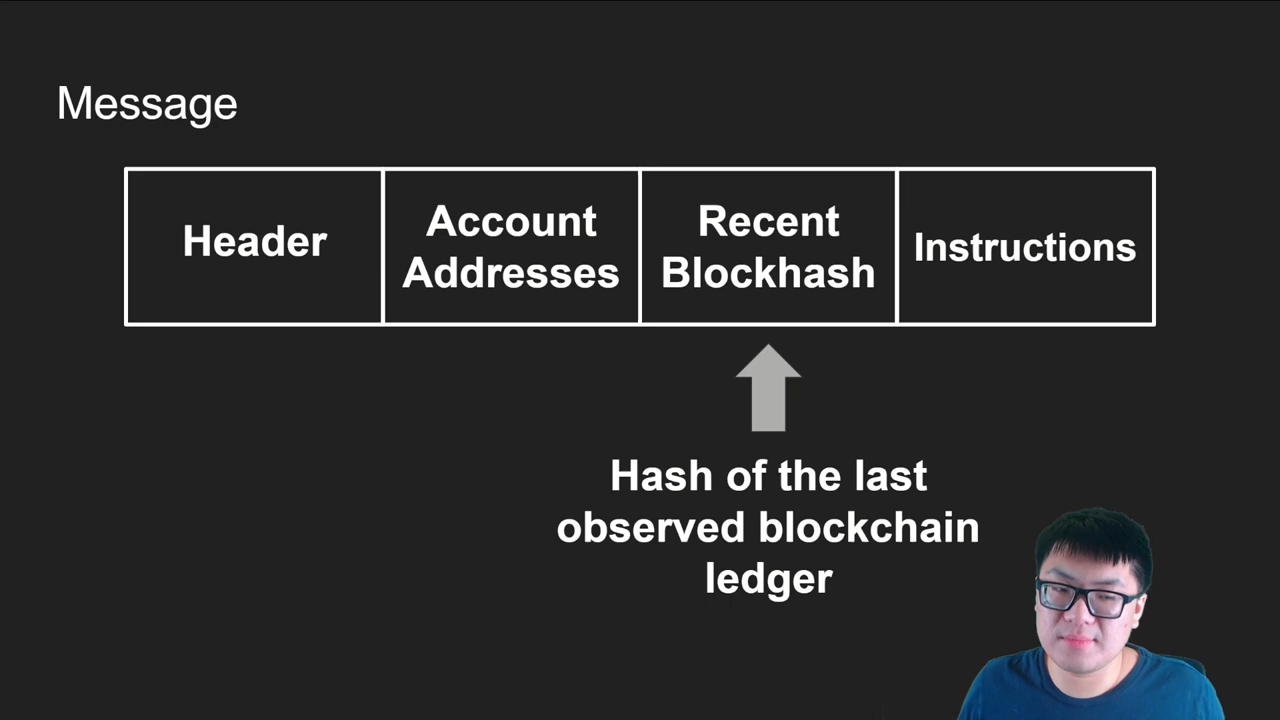 Message
Header
Account
Addresses
Recent
Blockhash
Instructions
Hash of the last
observed blockchain
ledger